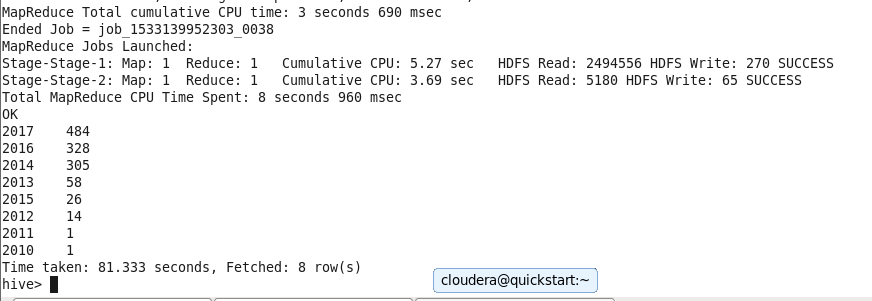 MapReduce Total cumulative CPU time: 3 seconds 690 msec
Ended Job = job_1533139952303_0038
MapReduce Jobs Launched:
Stage-Stage-1: Map: 1  Reduce: 1   Cumulative CPU: 5.27 sec   HDFS Read: 2494556 HDFS Write: 270 SUCCESS
Stage-Stage-2: Map: 1  Reduce: 1   Cumulative CPU: 3.69 sec   HDFS Read: 5180 HDFS Write: 65 SUCCESS
Total MapReduce CPU Time Spent: 8 seconds 960 msec
OK
2017    484
2016    328
2014    305
2013    58
2015    26
2012    14
2011    1
2010    1
Time taken: 81.333 seconds, Fetched: 8 row(s)
hive>
cloudera@quickstart:~